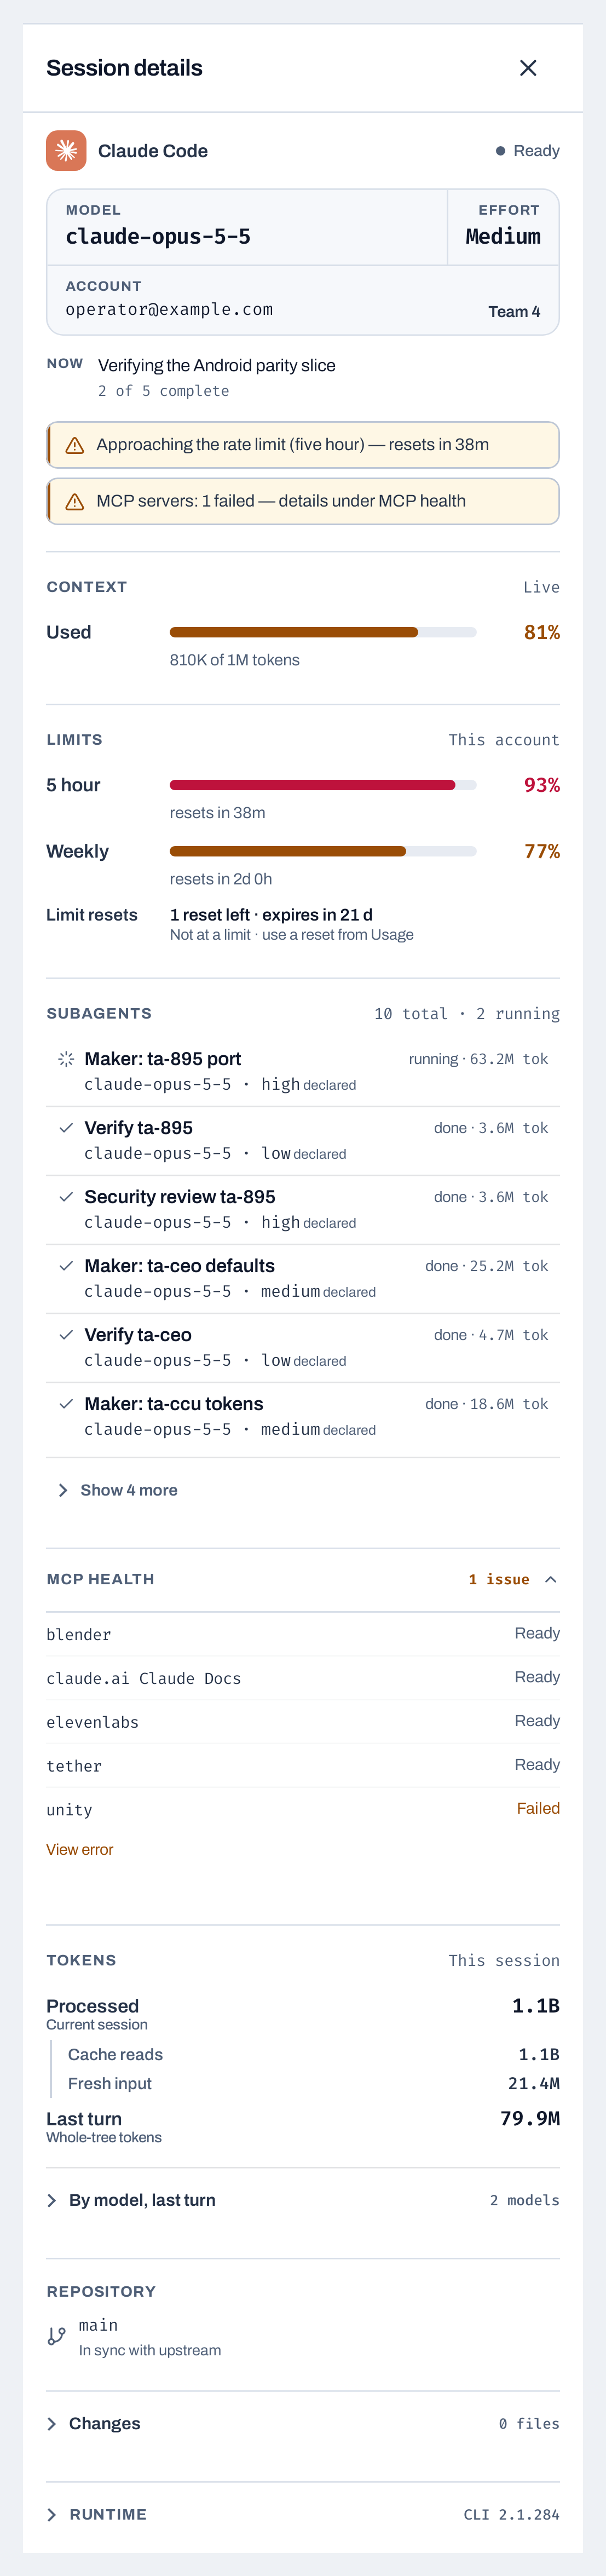 Session details
Claude Code
Ready
MODEL
EFFORT
claude-opus-5-5
Medium
ACCOUNT
operator@example.com
Team 4
NOW
Verifying the Android parity slice
2 of 5 complete
Approaching the rate limit (five hour) — resets in 38m
MCP servers: 1 failed — details under MCP health
CONTEXT
Live
Used
81%
810K of 1M tokens
LIMITS
This account
5 hour
93%
resets in 38m
Weekly
77%
resets in 2d 0h
Limit resets
1 reset left · expires in 21 d
Not at a limit · use a reset from Usage
SUBAGENTS
10 total · 2 running
Maker: ta-895 port
running · 63.2M tok
claude-opus-5-5 · high declared
Verify ta-895
done · 3.6M tok
claude-opus-5-5 · low declared
Security review ta-895
done · 3.6M tok
claude-opus-5-5 · high declared
Maker: ta-ceo defaults
done · 25.2M tok
claude-opus-5-5 · medium declared
Verify ta-ceo
done · 4.7M tok
claude-opus-5-5 · low declared
Maker: ta-ccu tokens
done · 18.6M tok
claude-opus-5-5 · medium declared
Show 4 more
MCP HEALTH
1 issue
blender
Ready
claude.ai Claude Docs
Ready
elevenlabs
Ready
tether
Ready
unity
Failed
View error
TOKENS
This session
Processed
1.1B
Current session
Cache reads
1.1B
Fresh input
21.4M
Last turn
79.9M
Whole-tree tokens
By model, last turn
2 models
REPOSITORY
main
In sync with upstream
Changes
0 files
RUNTIME
CLI 2.1.284